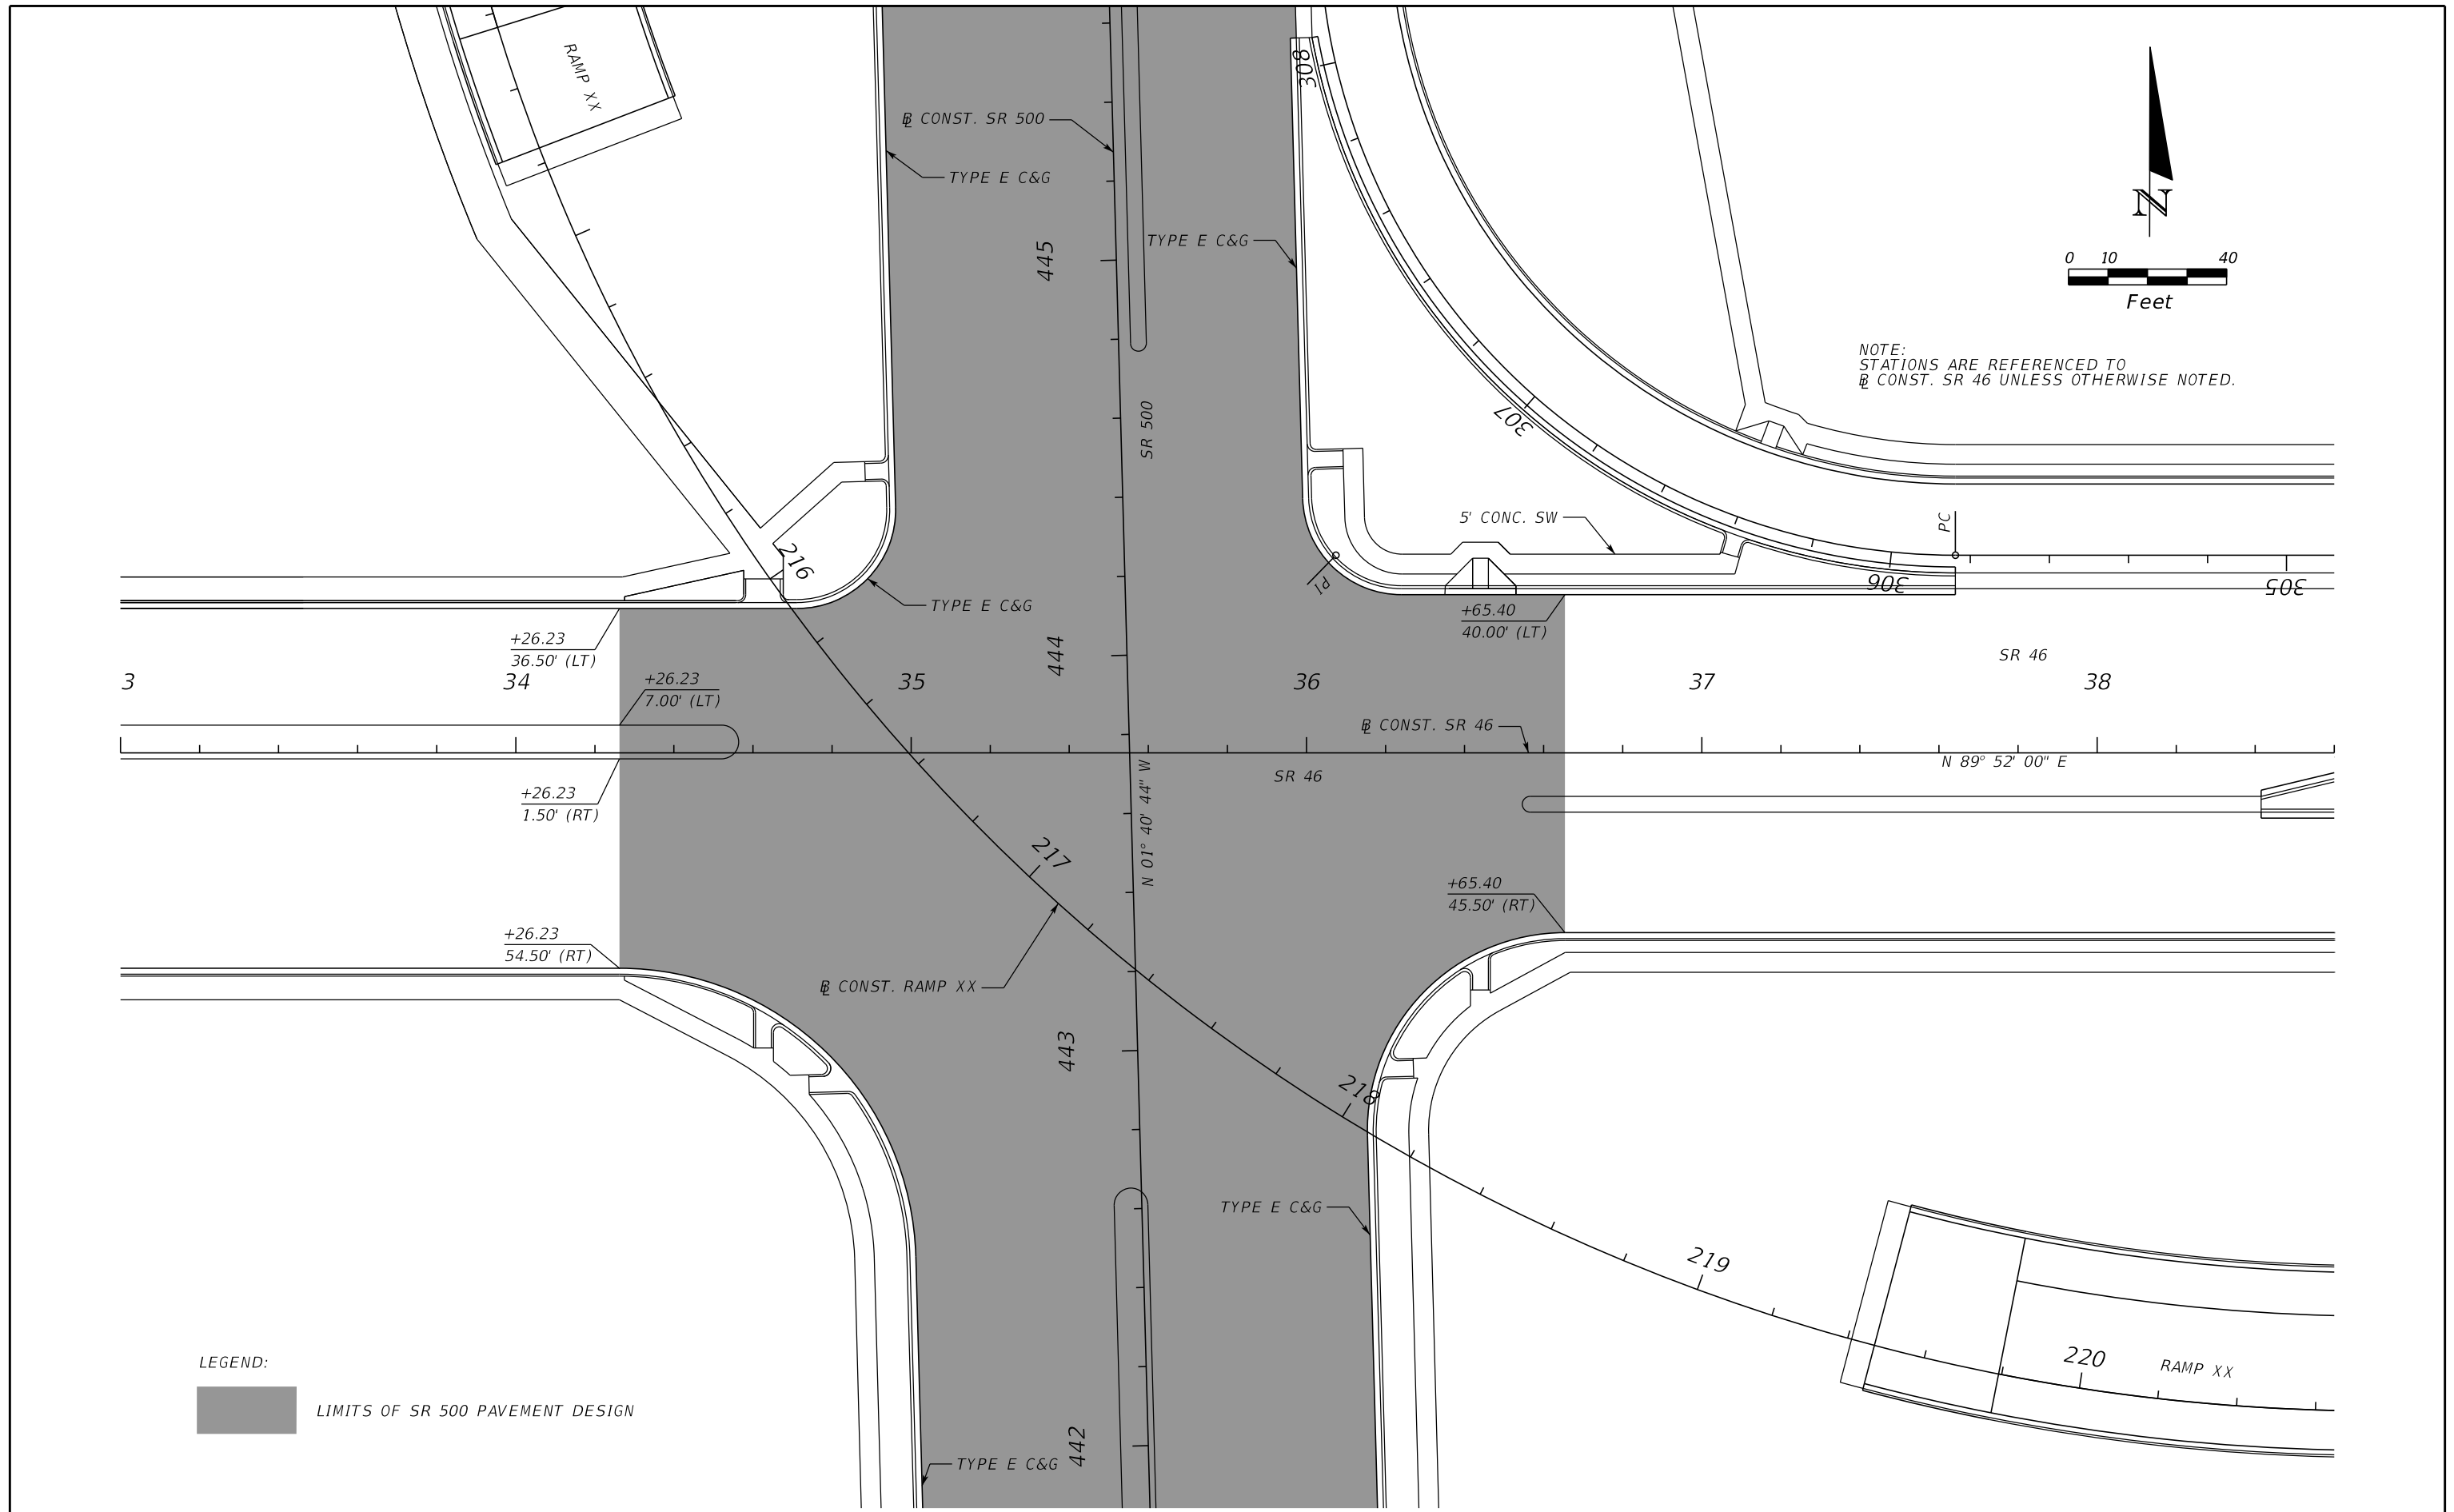 RAMP XX
308
℄ CONST. SR 500
TYPE E C&G
445
TYPE E C&G
N
0 10 40
Feet
NOTE:
STATIONS ARE REFERENCED TO
℄ CONST. SR 46 UNLESS OTHERWISE NOTED.
SR 500
307
5' CONC. SW
PC
216
PI
306
305
TYPE E C&G
+65.40
40.00' (LT)
+26.23
36.50' (LT)
444
SR 46
3 34 35 36 37 38
+26.23
7.00' (LT)
℄ CONST. SR 46
N 89° 52' 00" E
SR 46
+26.23
1.50' (RT)
N 01° 40' 44" W
217
+65.40
45.50' (RT)
+26.23
54.50' (RT)
℄ CONST. RAMP XX
443
218
TYPE E C&G
219
220
RAMP XX
LEGEND:
LIMITS OF SR 500 PAVEMENT DESIGN
442
TYPE E C&G